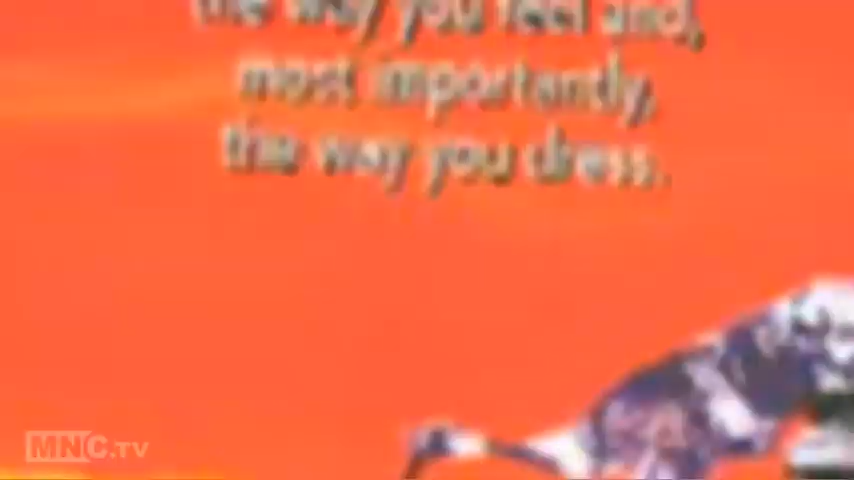 the way you feel and,
most importantly,
the way you dress.
MNC.TV